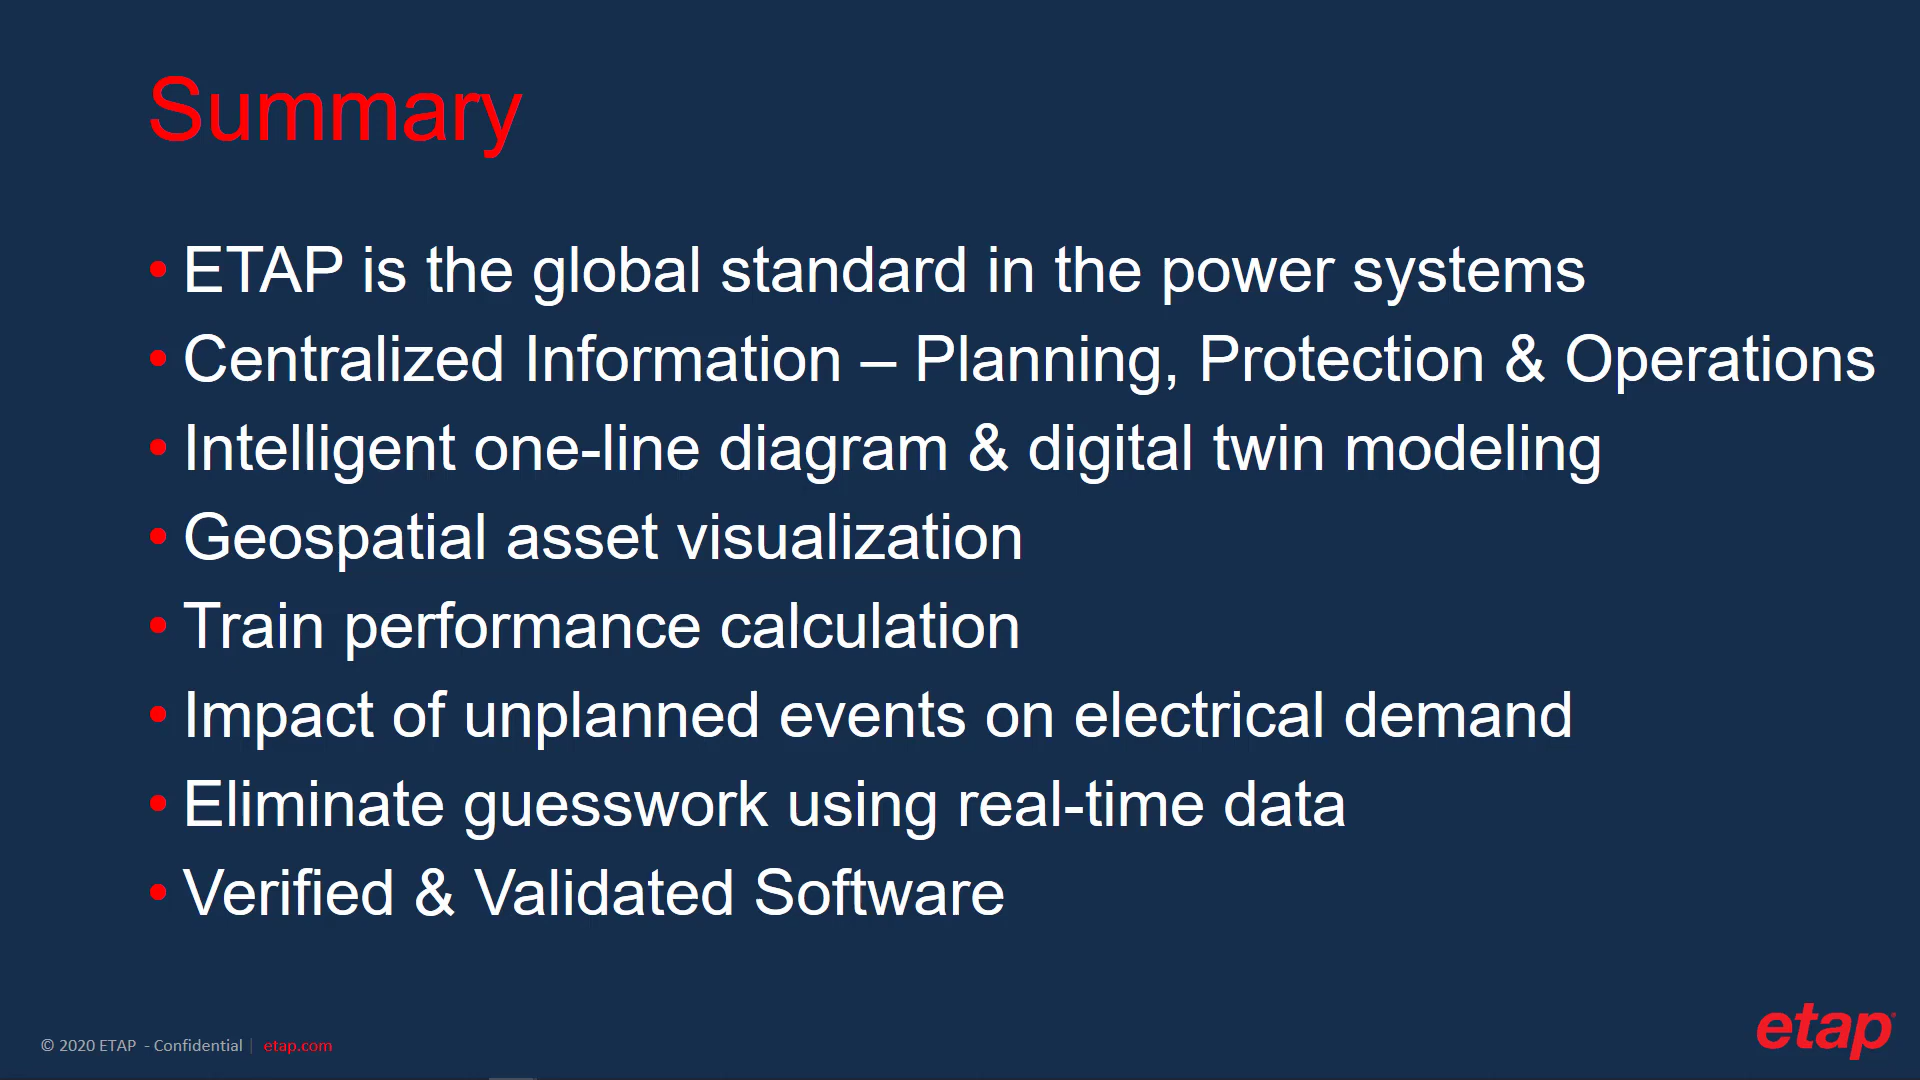 Summary
• ETAP is the global standard in the power systems
• Centralized Information – Planning, Protection & Operations
• Intelligent one-line diagram & digital twin modeling
• Geospatial asset visualization
• Train performance calculation
• Impact of unplanned events on electrical demand
• Eliminate guesswork using real-time data
• Verified & Validated Software
© 2020 ETAP - Confidential | etap.com
etap